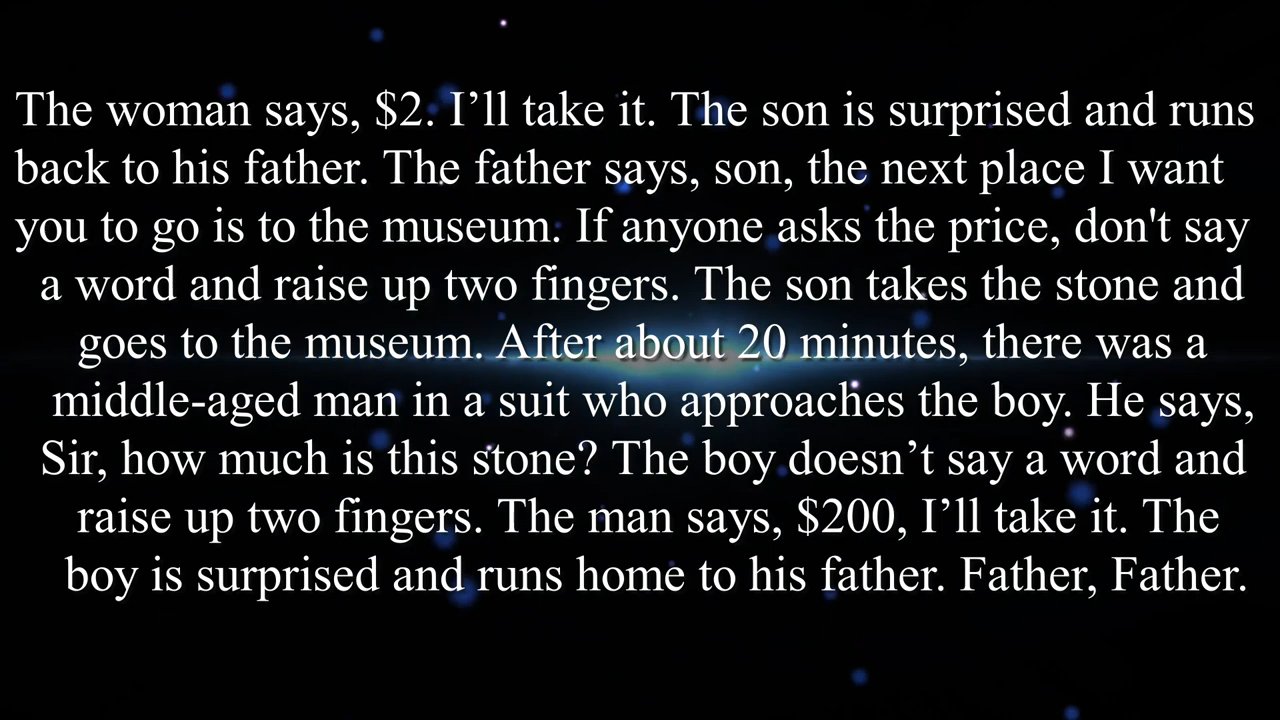 The woman says, $2. I’ll take it. The son is surprised and runs
back to his father. The father says, son, the next place I want
you to go is to the museum. If anyone asks the price, don't say
a word and raise up two fingers. The son takes the stone and
goes to the museum. After about 20 minutes, there was a
middle-aged man in a suit who approaches the boy. He says,
Sir, how much is this stone? The boy doesn’t say a word and
raise up two fingers. The man says, $200, I’ll take it. The
boy is surprised and runs home to his father. Father, Father.